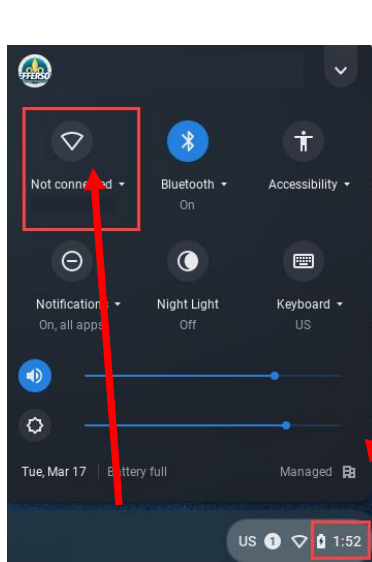 EFFERSO
Not connected
Bluetooth
Accessibility
On
Notifications
Night Light
Keyboard
On, all apps
Off
US
Tue, Mar 17
Battery full
Managed
US 1 1:52